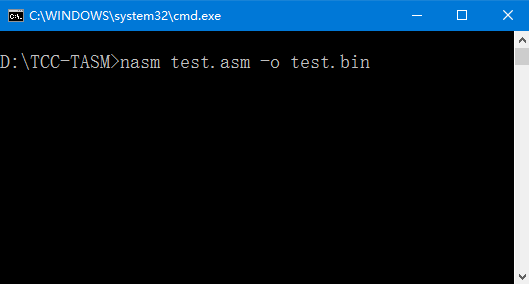 C:\WINDOWS\system32\cmd.exe
D:\TCC-TASM>nasm test.asm -o test.bin